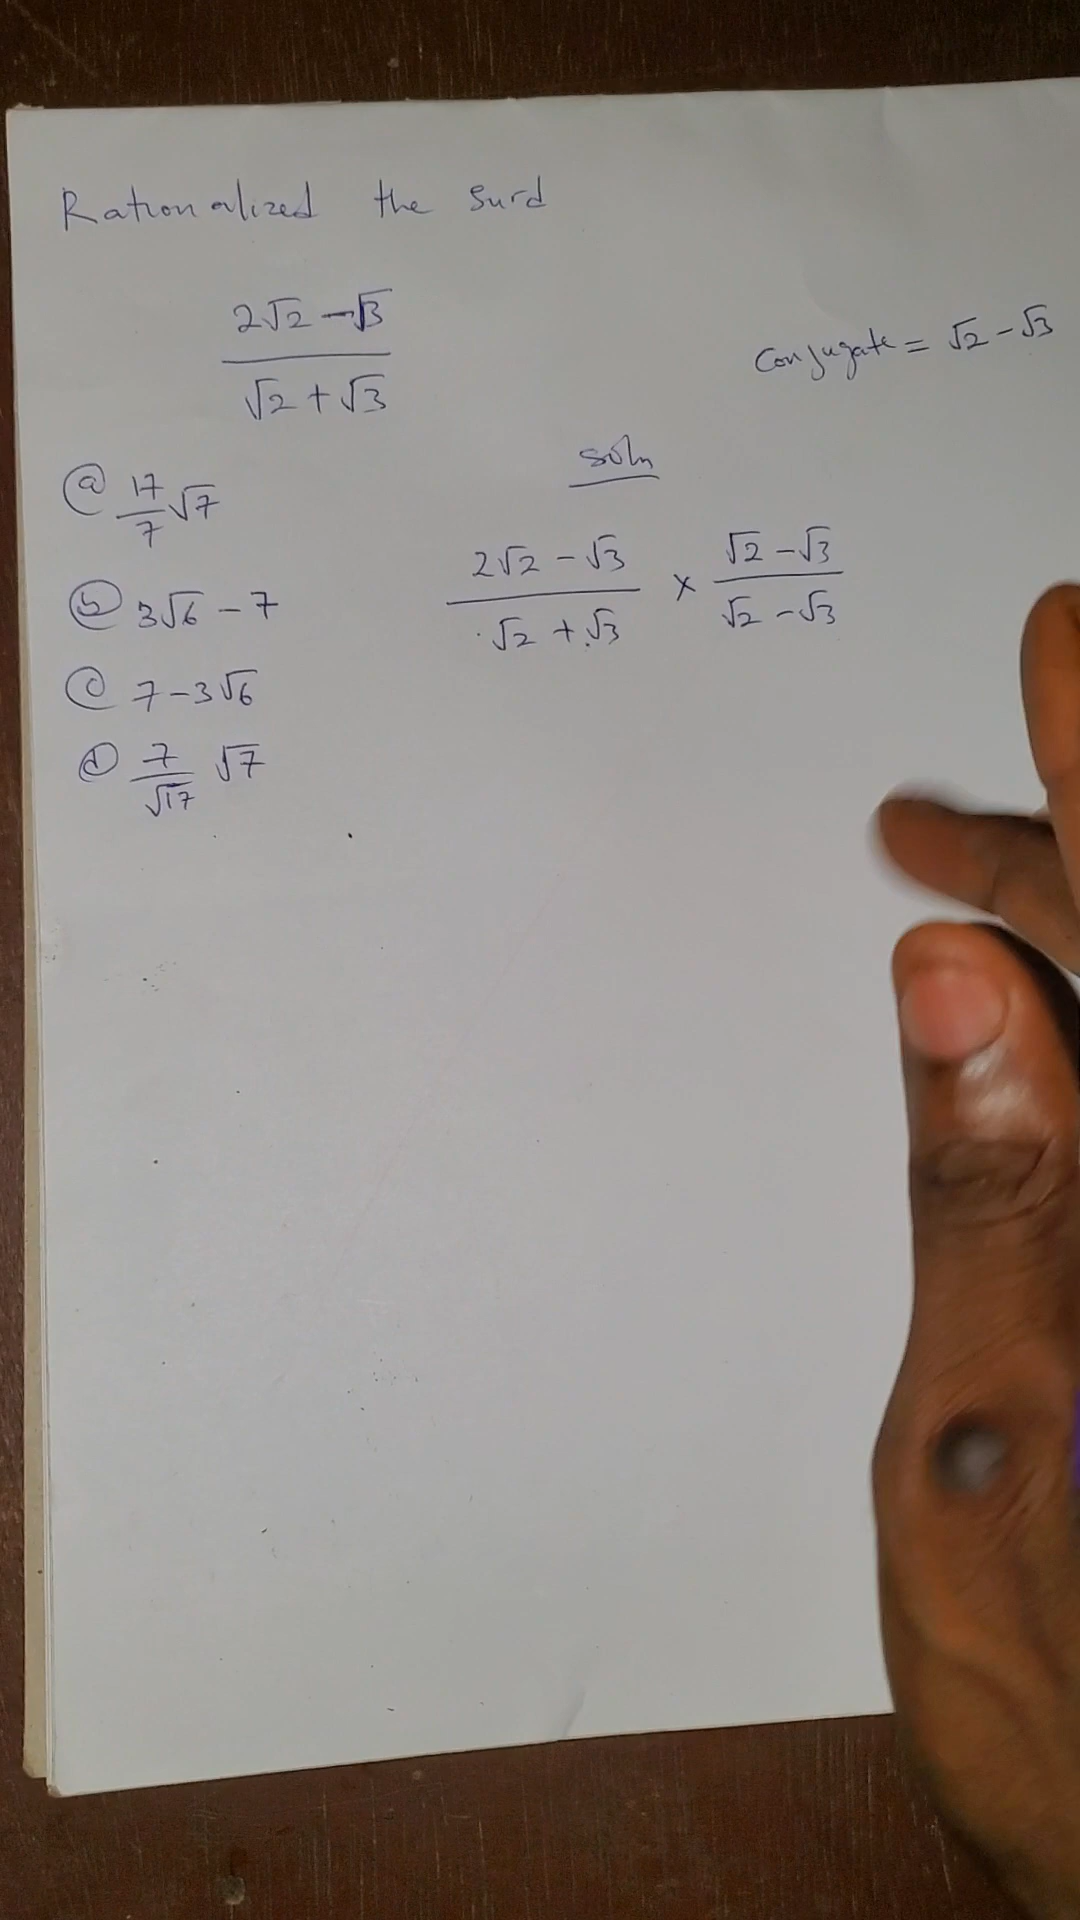 Rationalized the Surd
2√2 - √3
√2 + √3
Conjugate = √2 - √3
ⓐ 17/7 √7
ⓑ 3√6 - 7
ⓒ 7 - 3√6
ⓓ 7/√17 √7
soln
2√2 - √3 / √2 + √3 × √2 - √3 / √2 - √3